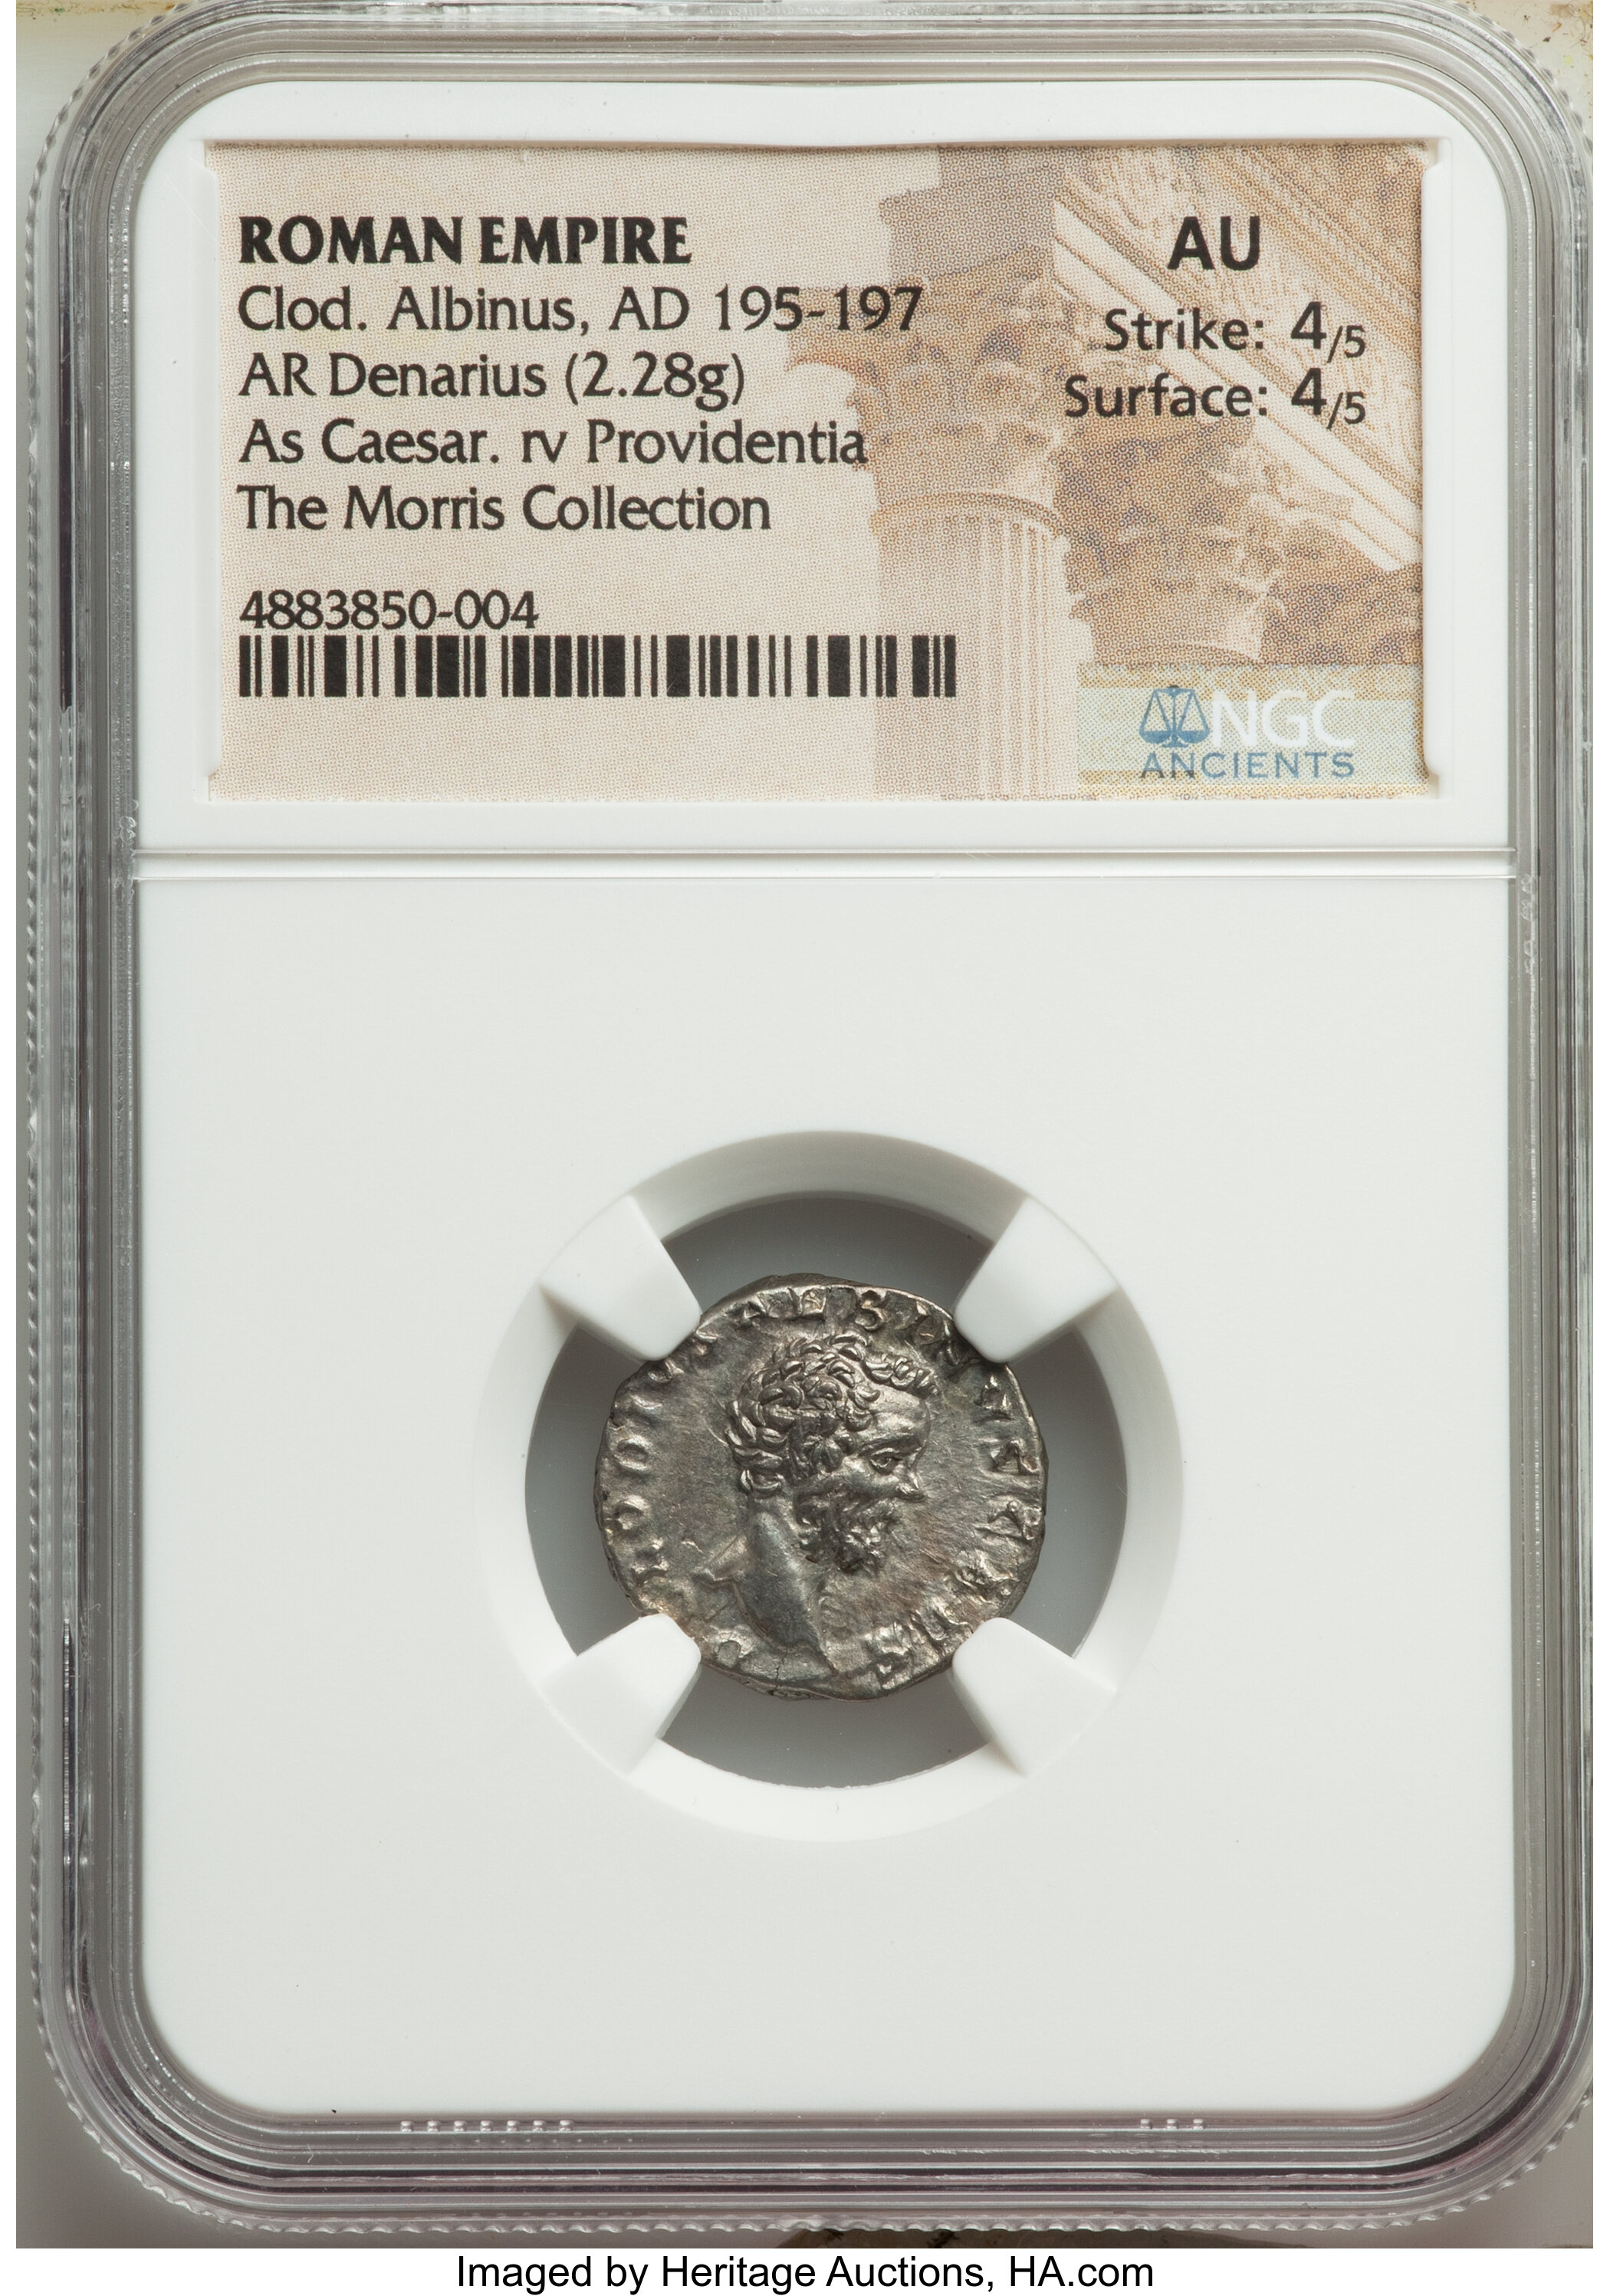 ROMAN EMPIRE
Clod. Albinus, AD 195-197
AR Denarius (2.28g)
As Caesar. rv Providentia
The Morris Collection
4883850-004
AU
Strike: 4/5
Surface: 4/5
NGC
ANCIENTS
ALBINVS
Imaged by Heritage Auctions, HA.com